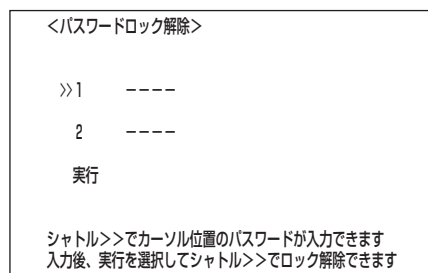 <パスワードロック解除>
>>1 ----
2 ----
実行
シャトル>>でカーソル位置のパスワードが入力できます
入力後、実行を選択してシャトル>>でロック解除できます